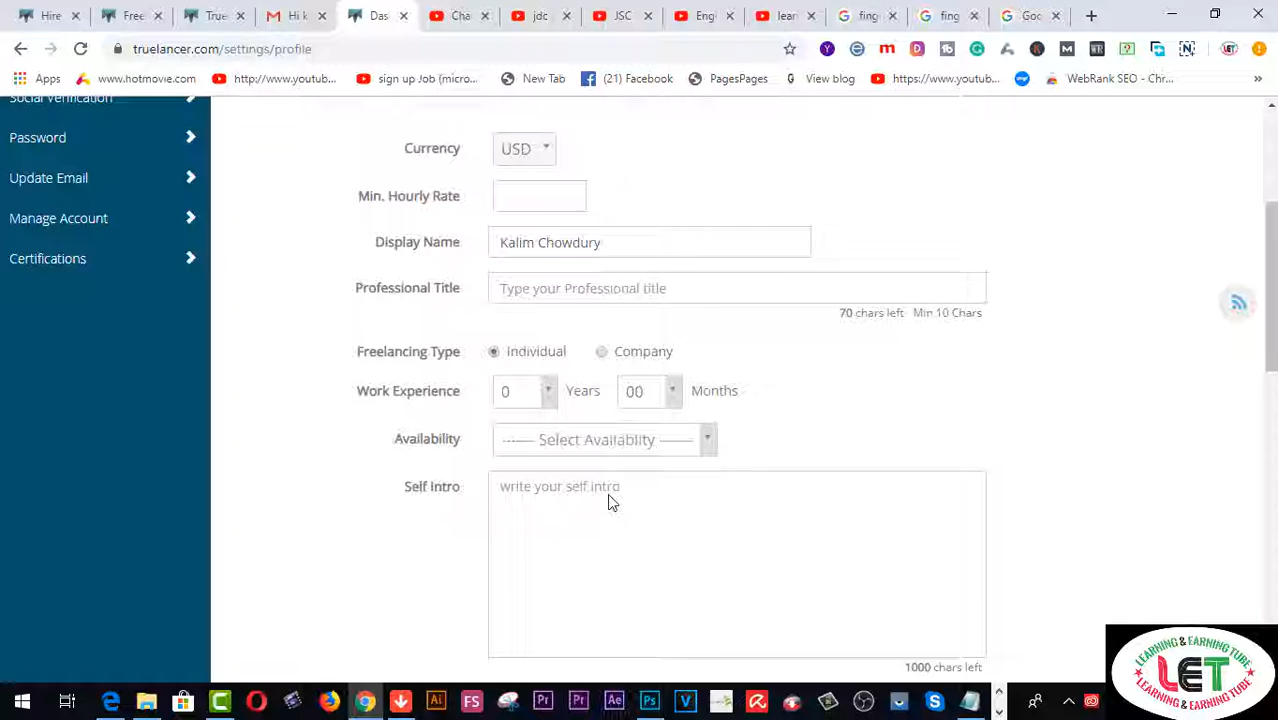 Hire
Free
True
Hi k
Das
Cha
jdc
JSC
Engl
lear
fing
fing
Goo
truelancer.com/settings/profile
Apps
www.hotmovie.com
http://www.youtub...
sign up Job (micro...
New Tab
(21) Facebook
PagesPages
View blog
https://www.youtub...
WebRank SEO - Chr...
Social Verification
Password
Update Email
Manage Account
Certifications
Currency
USD
Min. Hourly Rate
Display Name
Kalim Chowdury
Professional Title
Type your Professional title
70 chars left Min 10 Chars
Freelancing Type
Individual
Company
Work Experience
0
Years
00
Months
Availability
------ Select Availablity ------
Self Intro
write your self intro
1000 chars left
LEARNING & EARNING TUBE
LET
LEARNING & EARNING TUBE